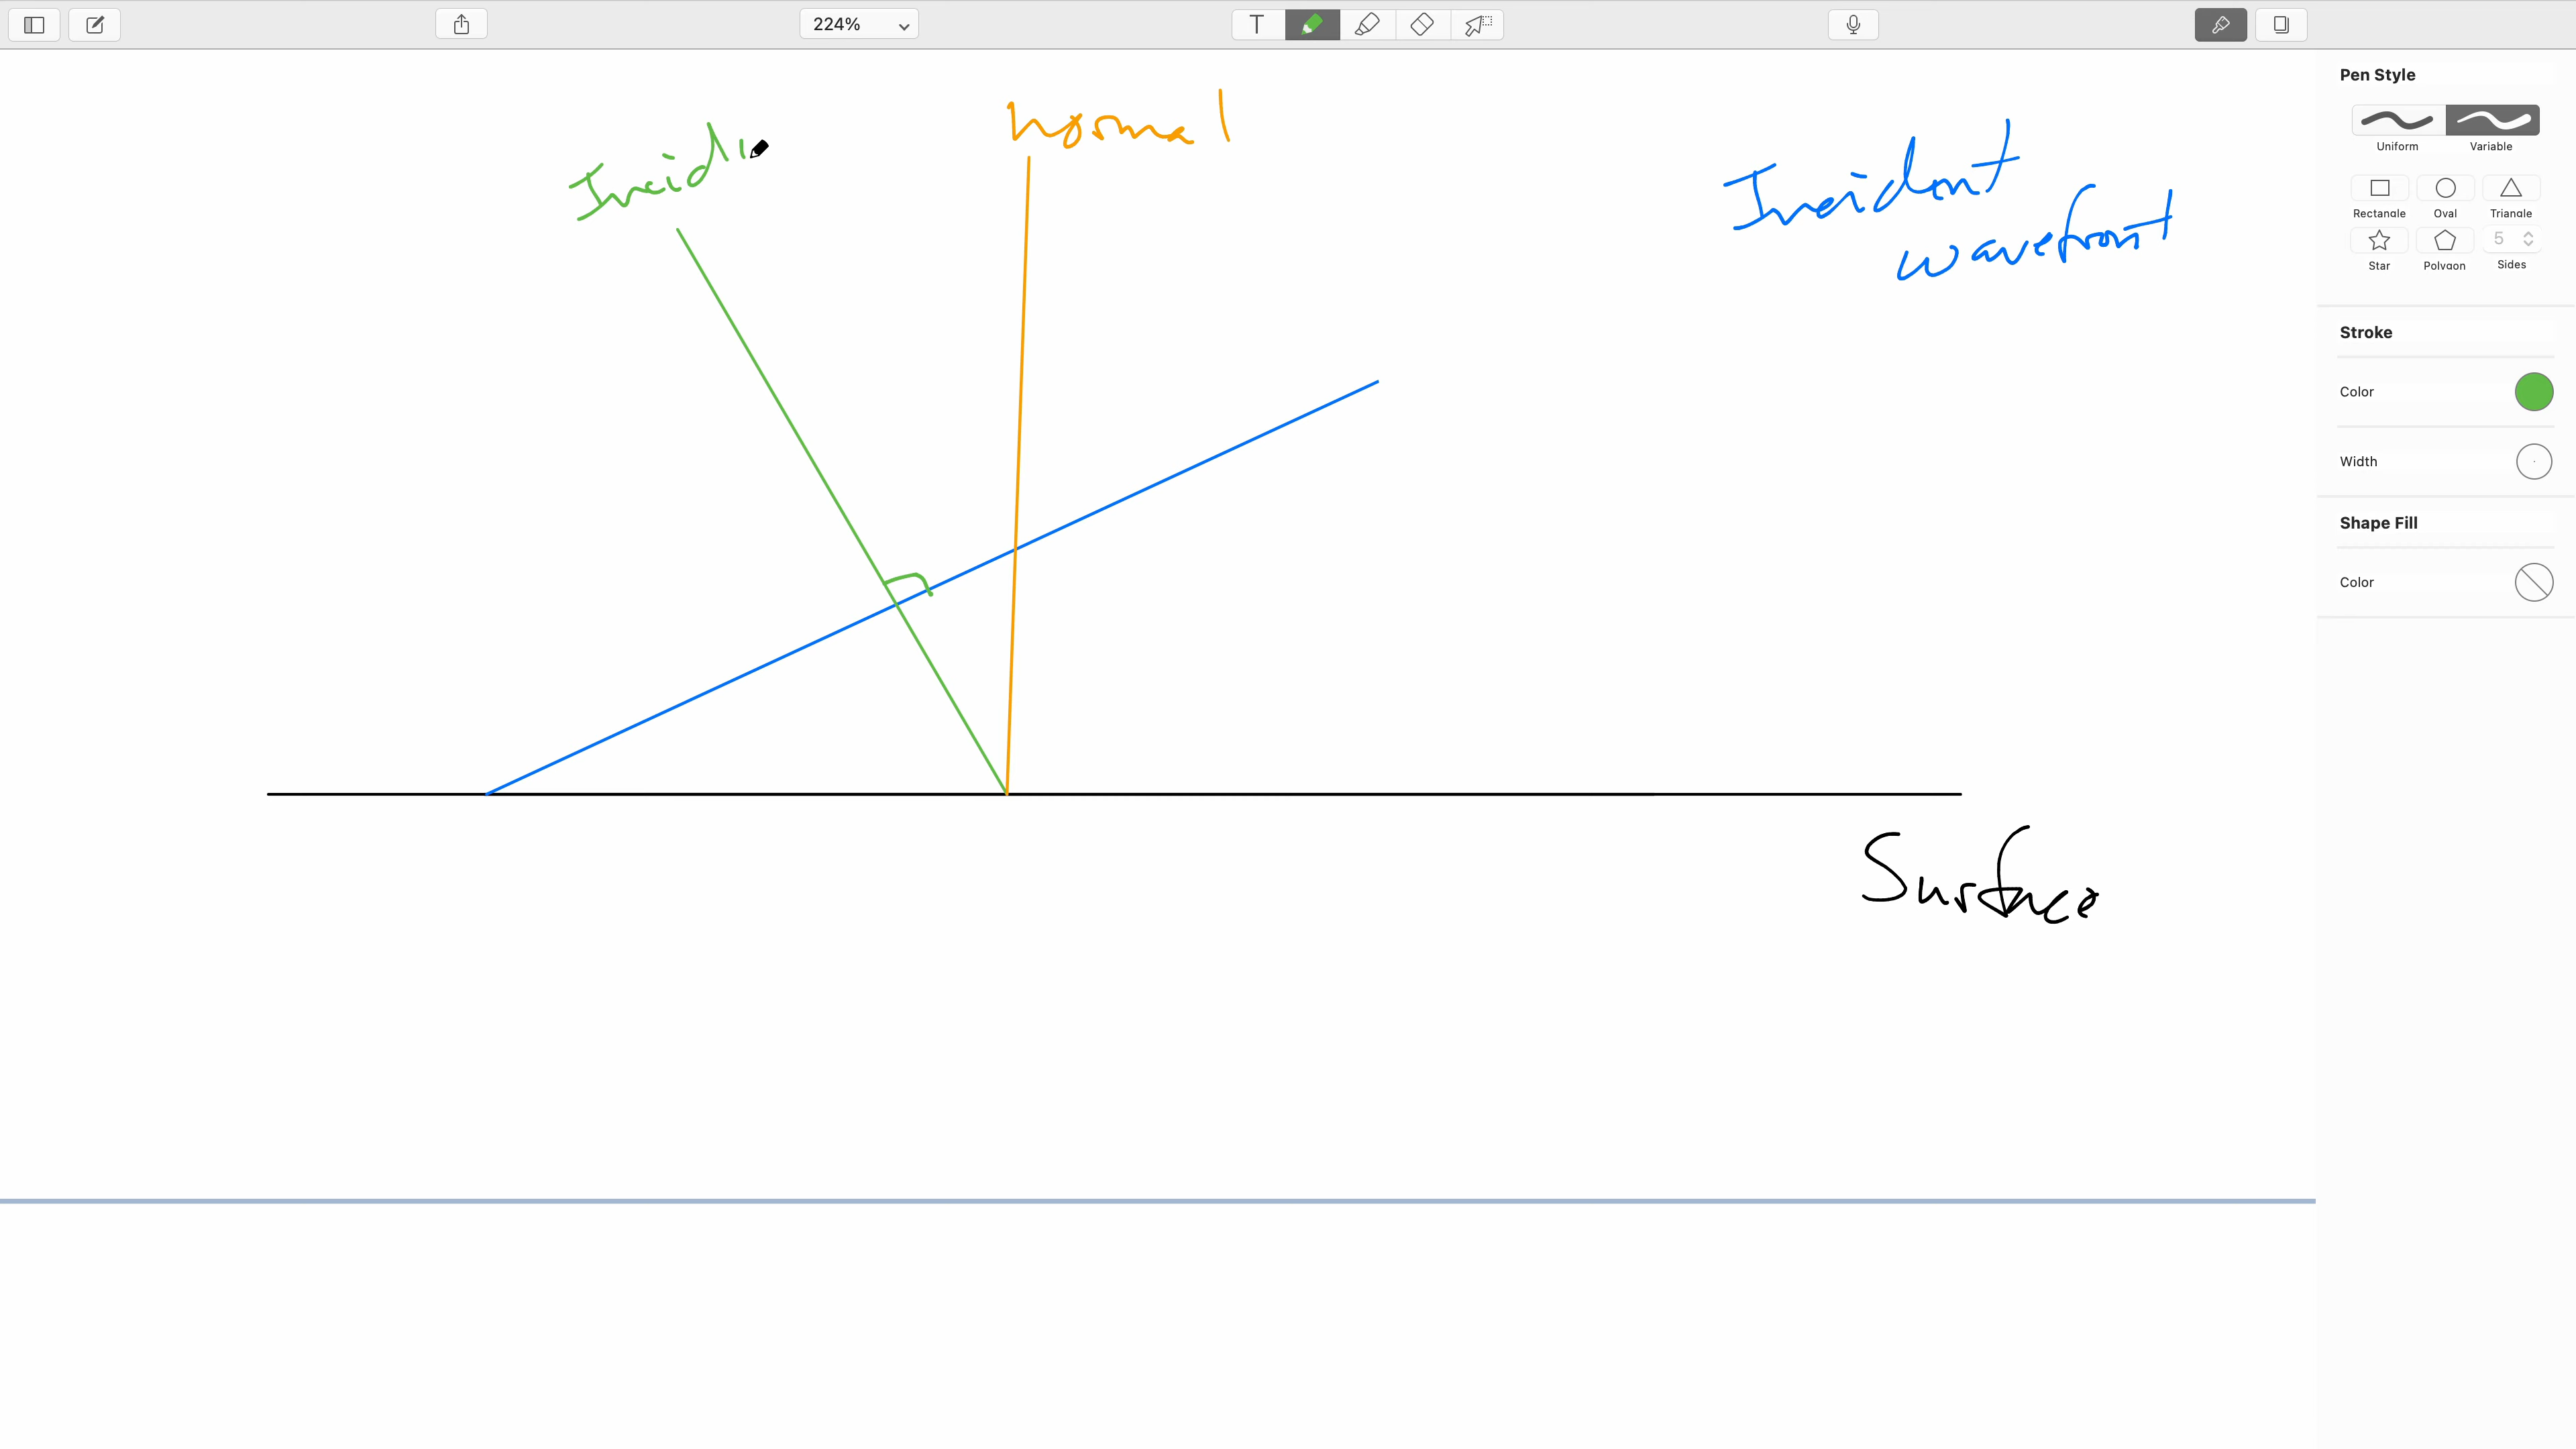 224%
T
Pen Style
Uniform
Variable
Rectangle
Oval
Triangle
Star
Polygon
5
Sides
Stroke
Color
Width
Shape Fill
Color
Normal
Incident
wavefront
Surface